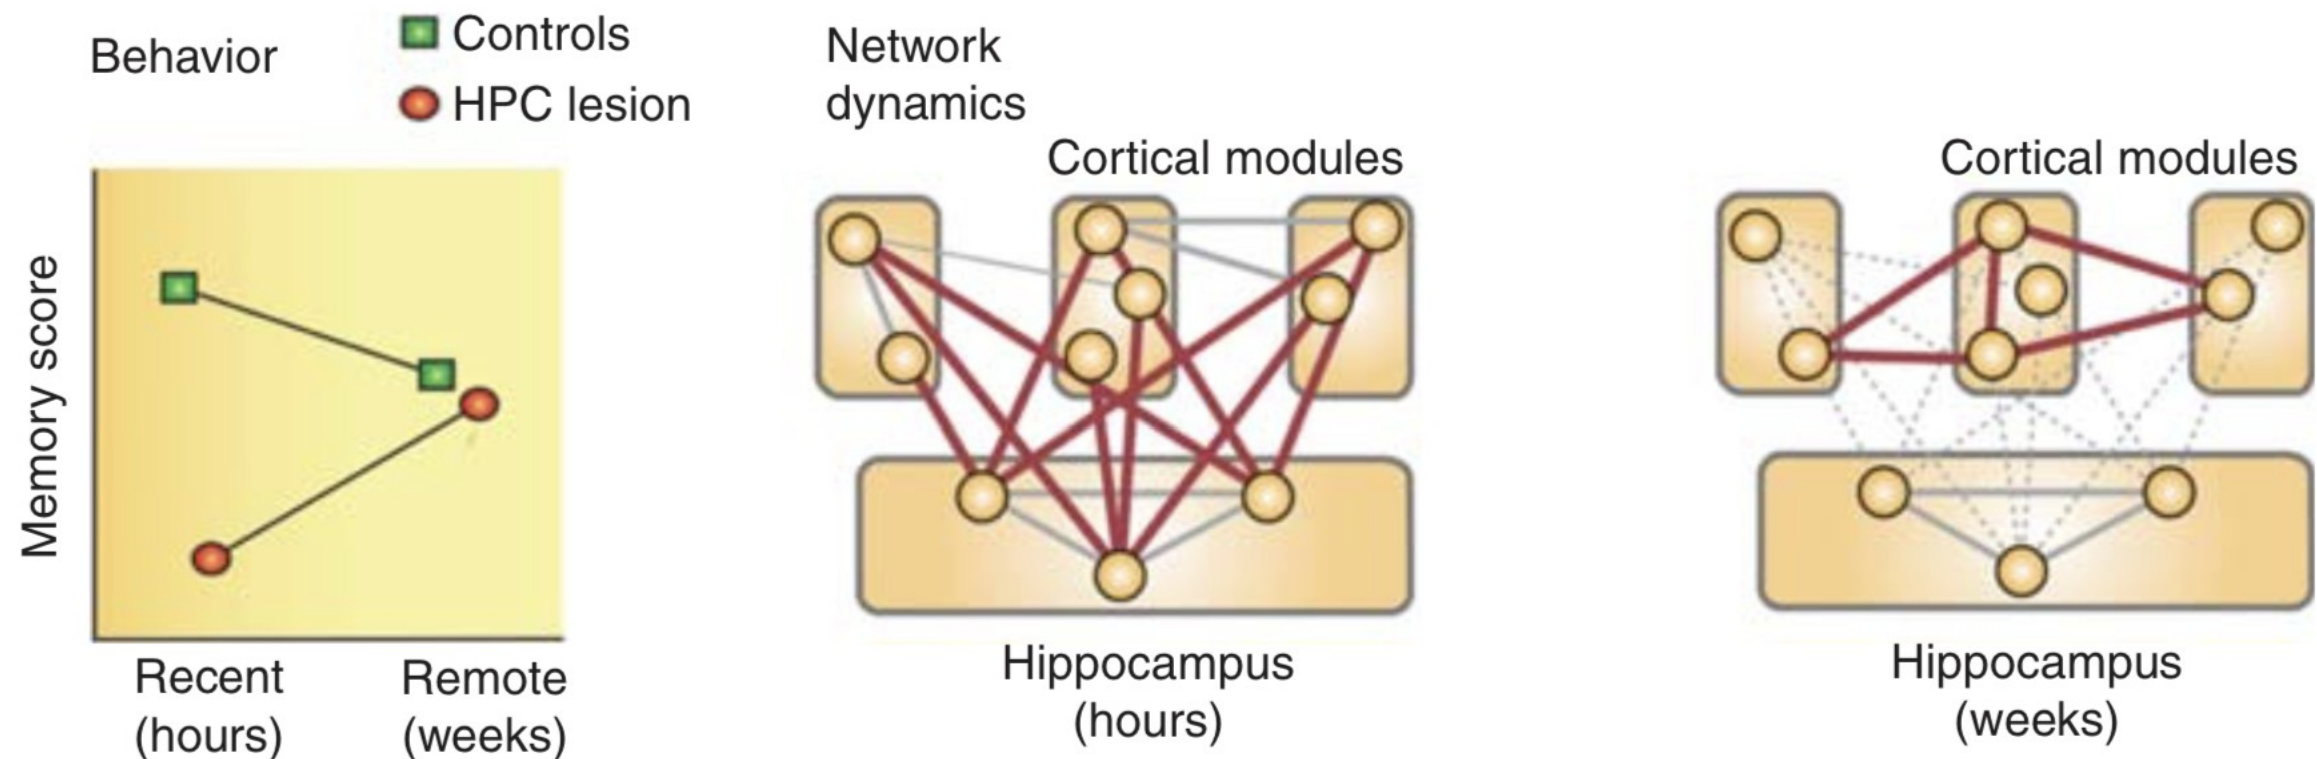 Behavior
Controls
HPC lesion
Memory score
Recent
(hours)
Remote
(weeks)
Network
dynamics
Cortical modules
Hippocampus
(hours)
Cortical modules
Hippocampus
(weeks)